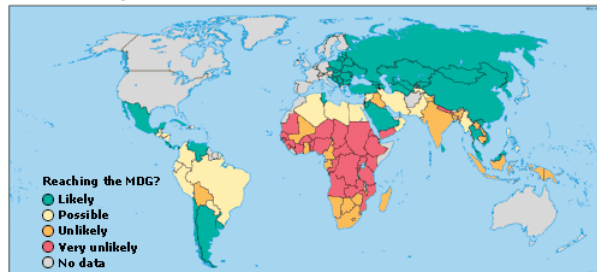 Reaching the MDG?
Likely
Possible
Unlikely
Very unlikely
No data